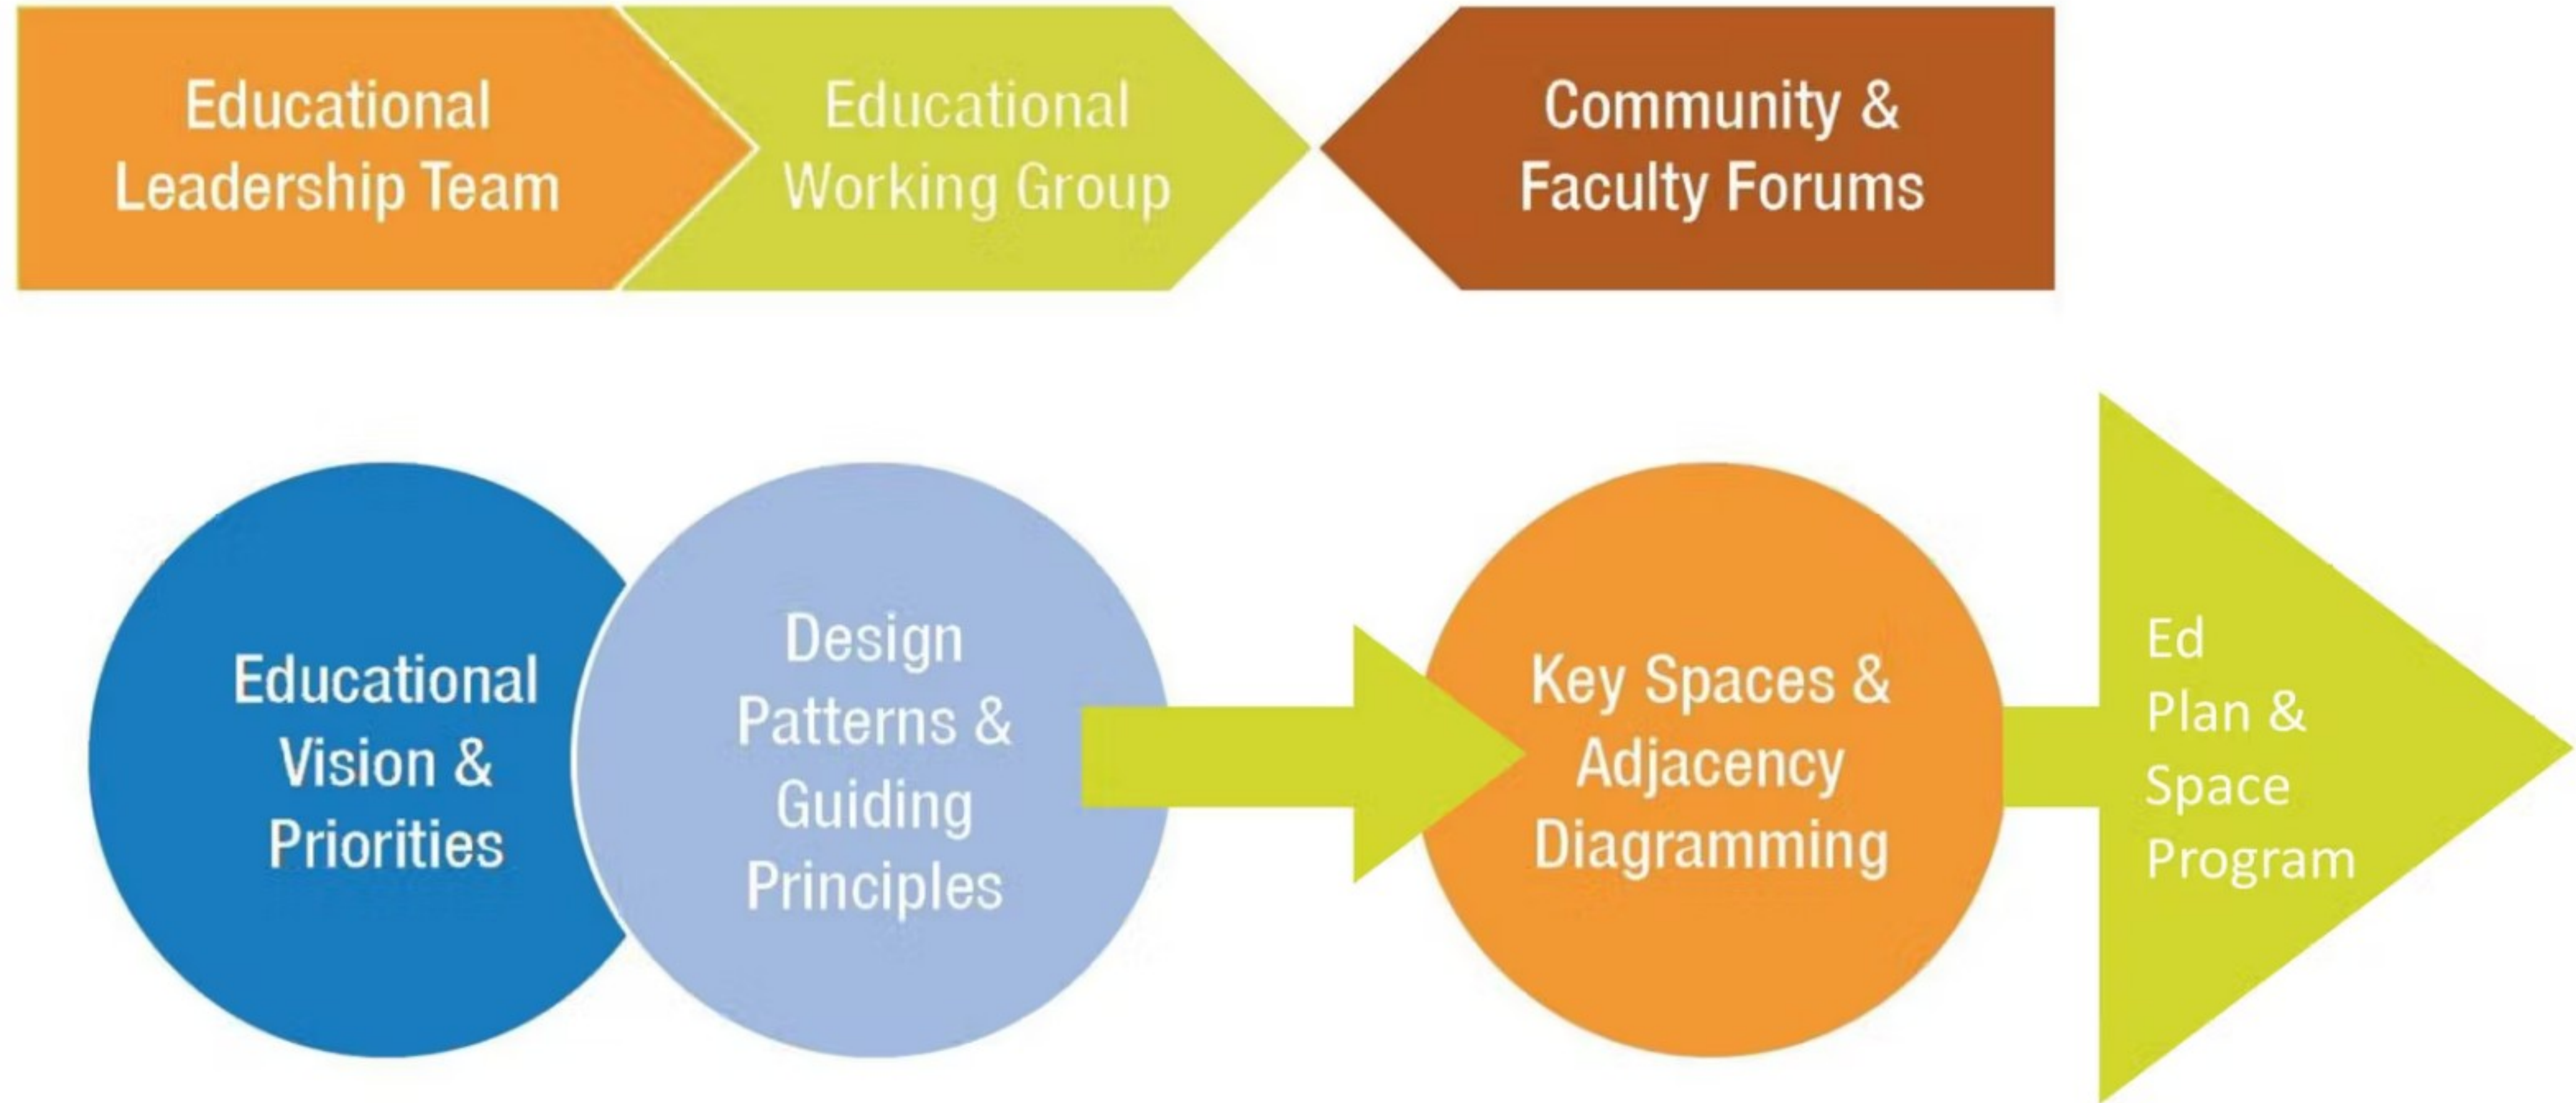 Educational
Leadership Team
Educational
Working Group
Community &
Faculty Forums
Educational
Vision &
Priorities
Design
Patterns &
Guiding
Principles
Key Spaces &
Adjacency
Diagramming
Ed
Plan &
Space
Program